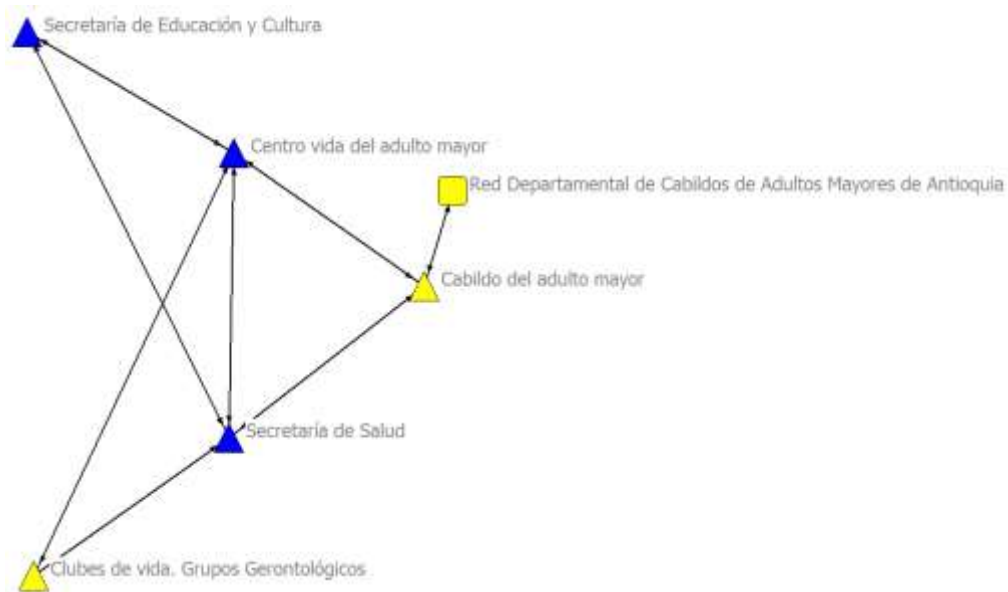 Secretaría de Educación y Cultura
Centro vida del adulto mayor
Red Departamental de Cabildos de Adultos Mayores de Antioquia
Cabildo del adulto mayor
Secretaría de Salud
Clubes de vida. Grupos Gerontológicos